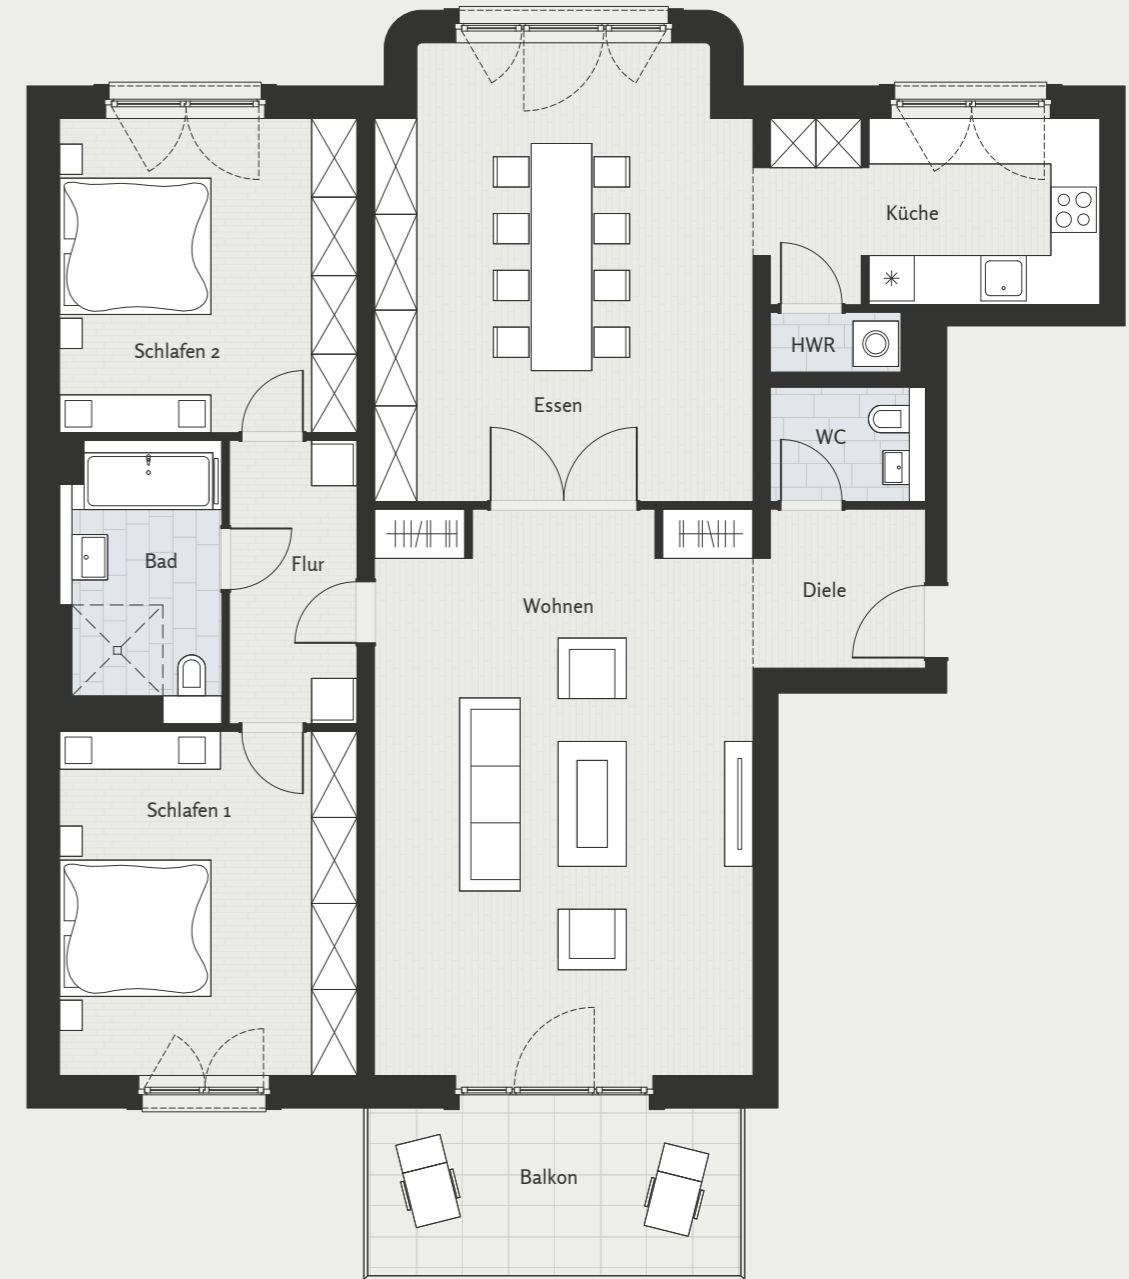 Küche
HWR
Schlafen 2
Essen
WC
Bad
Flur
Diele
Wohnen
Schlafen 1
Balkon